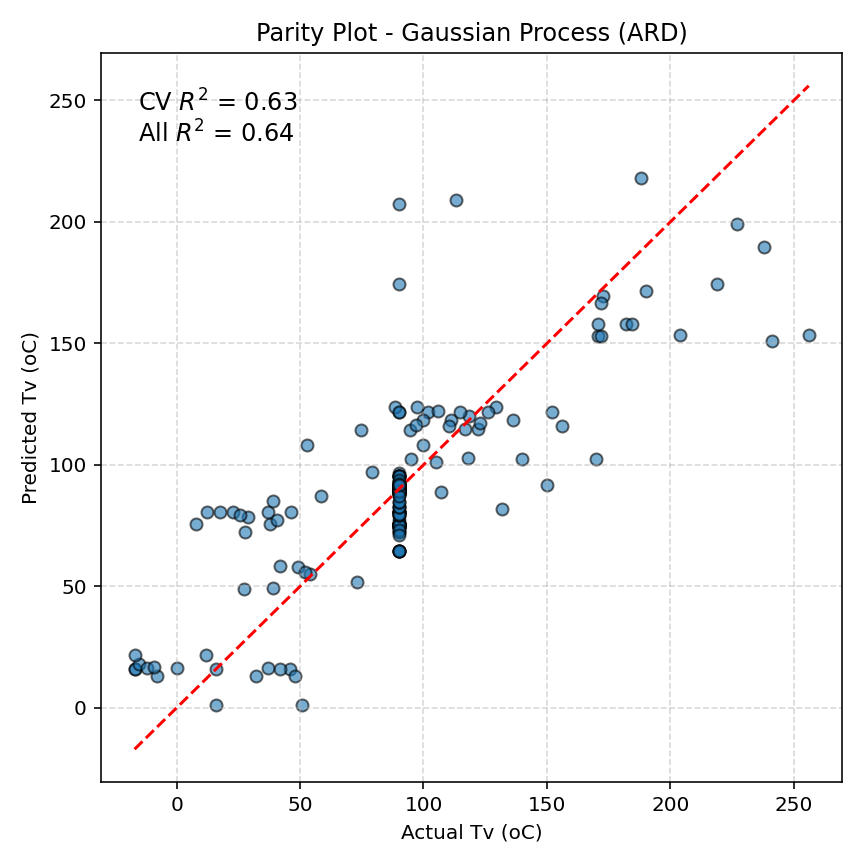 Parity Plot - Gaussian Process (ARD)
CV R² = 0.63
All R² = 0.64
Predicted Tv (oC)
250
200
150
100
50
0
0 50 100 150 200 250
Actual Tv (oC)